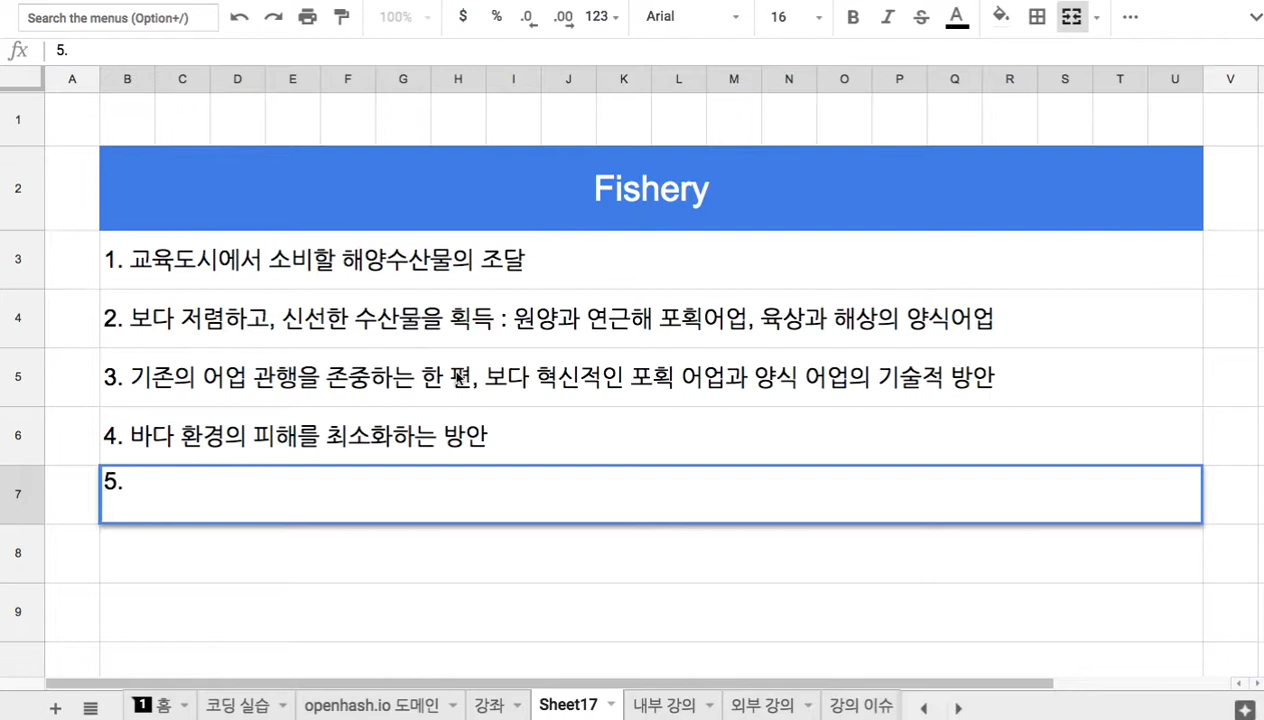 Search the menus (Option+/)
100%
$ % .0 .00 123
Arial
16
B I S A
fx 5.
A B C D E F G H I J K L M N O P Q R S T U V
1
2 Fishery
3 1. 교육도시에서 소비할 해양수산물의 조달
4 2. 보다 저렴하고, 신선한 수산물을 획득 : 원양과 연근해 포획어업, 육상과 해상의 양식어업
5 3. 기존의 어업 관행을 존중하는 한 편, 보다 혁신적인 포획 어업과 양식 어업의 기술적 방안
6 4. 바다 환경의 피해를 최소화하는 방안
7 5.
8
9
1 홈 코딩 실습 openhash.io 도메인 강좌 Sheet17 내부 강의 외부 강의 강의 이슈